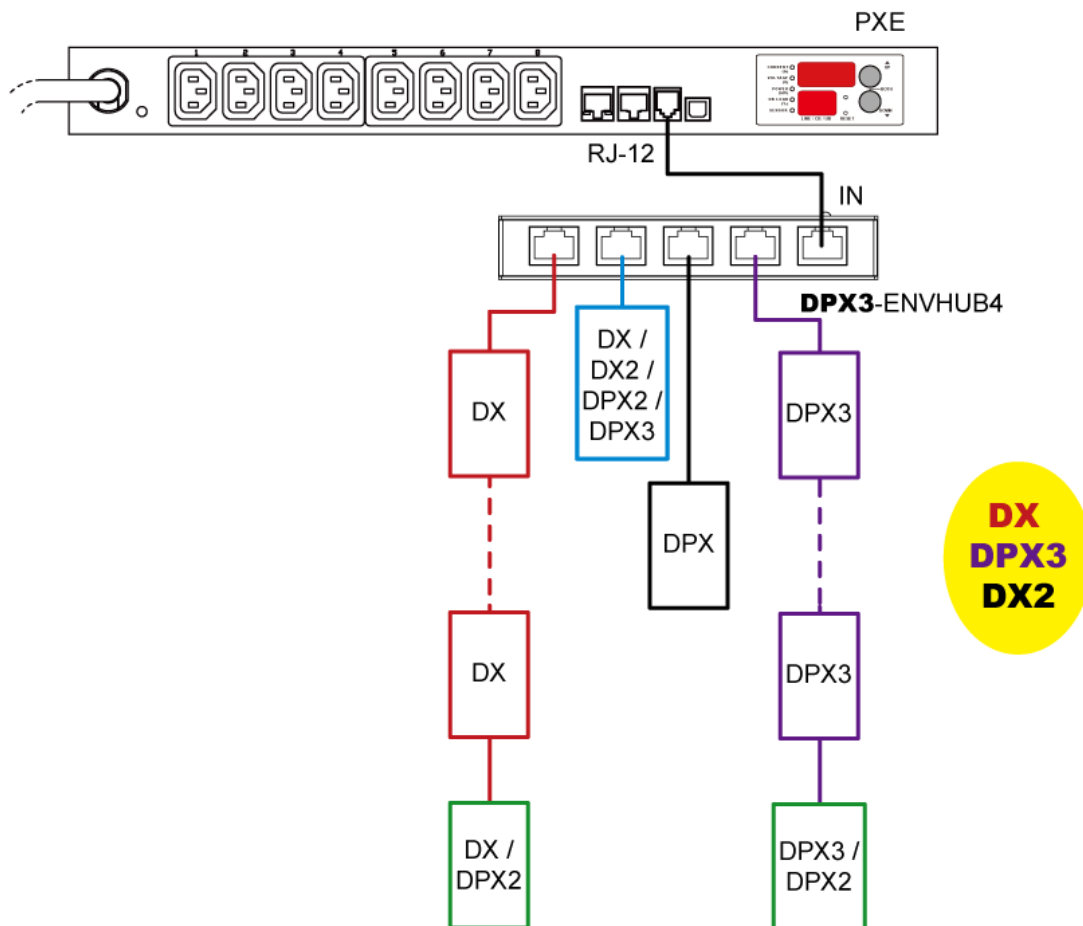 PXE
1 2 3 4 5 6 7 8
RJ-12
IN
DPX3-ENVHUB4
DX
DX /
DX2 /
DPX2 /
DPX3
DPX
DPX3
DX
DPX3
DX2
DX
DPX3
DX /
DPX2
DPX3 /
DPX2